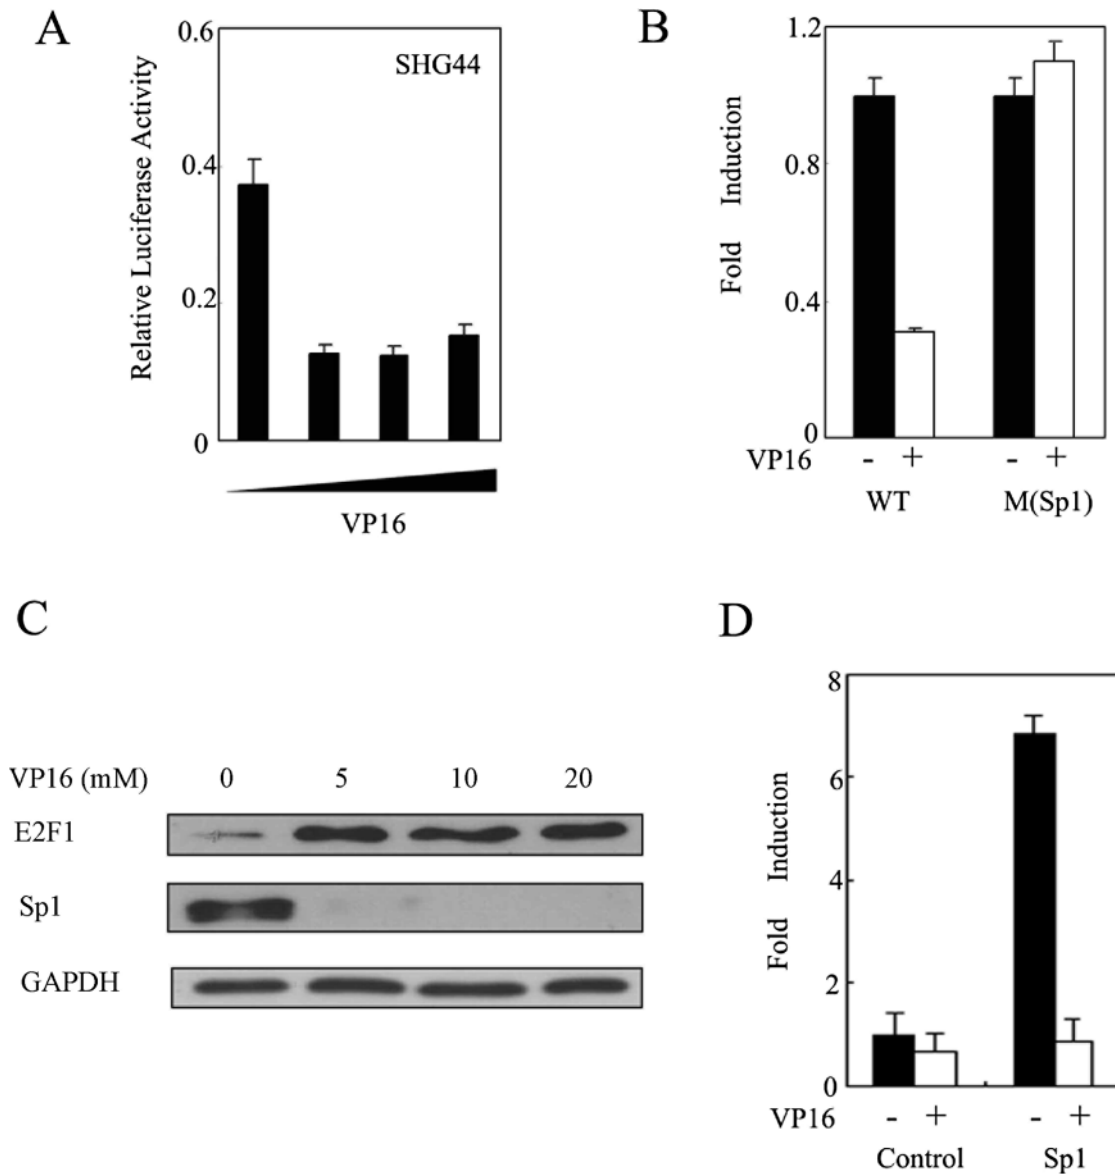 A
Relative Luciferase Activity
0.6
0.4
0.2
0
SHG44
VP16
B
Fold Induction
1.2
0.8
0.4
0
VP16 - + - +
WT M(Sp1)
C
VP16 (mM) 0 5 10 20
E2F1
Sp1
GAPDH
D
Fold Induction
8
6
4
2
0
VP16 - + - +
Control Sp1